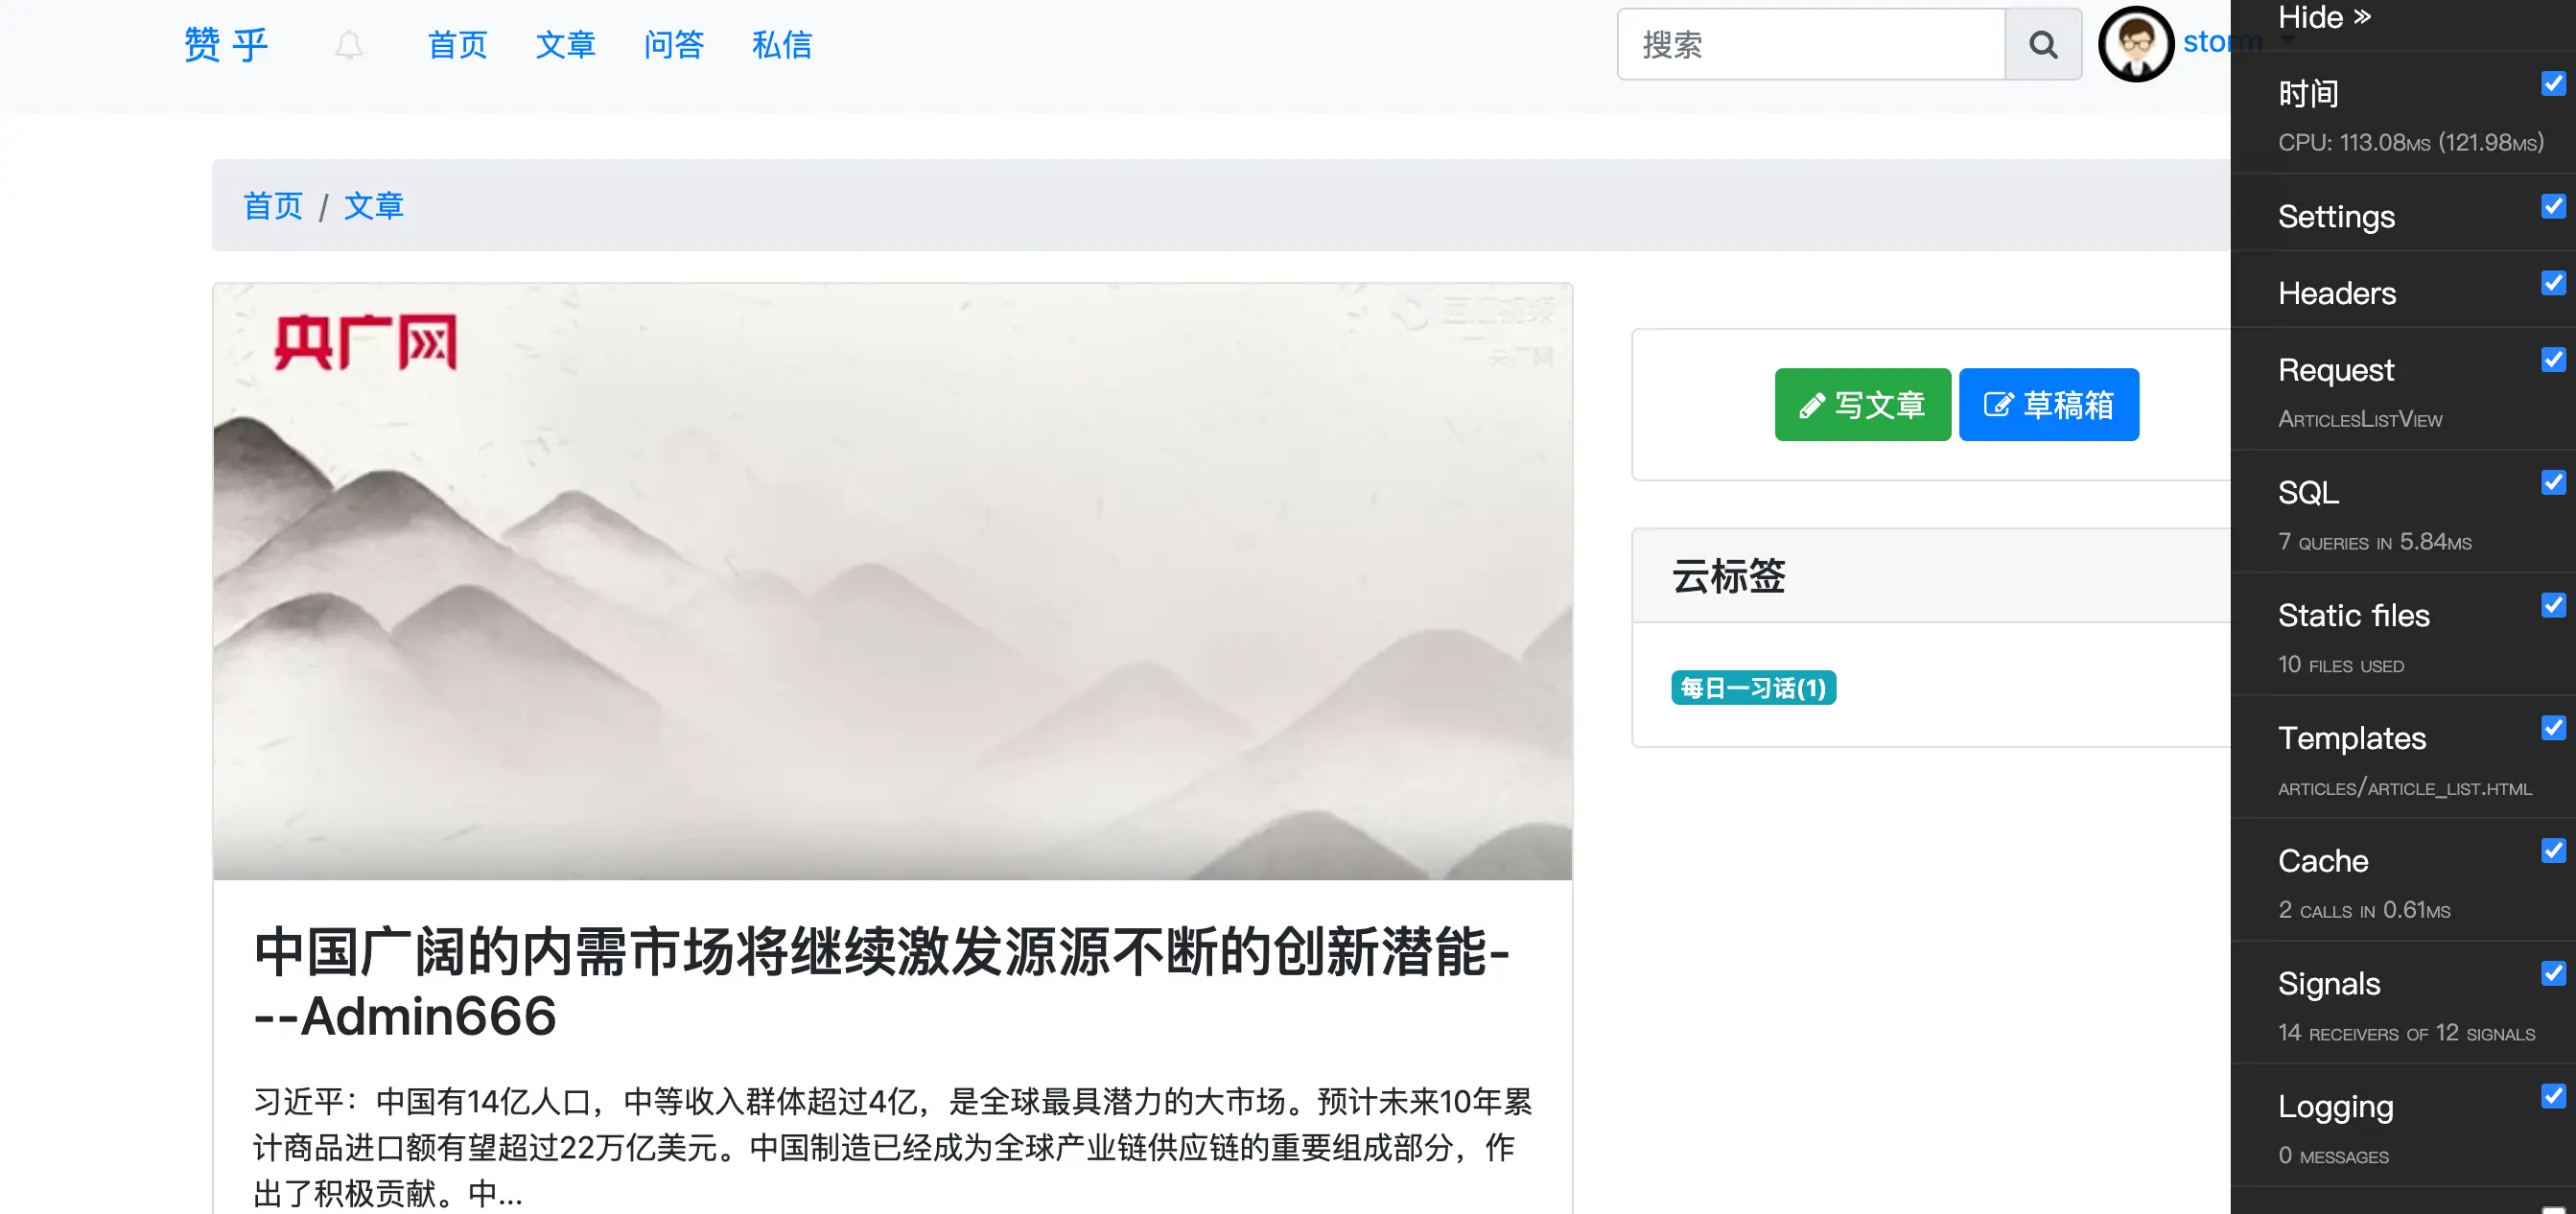 赞 乎
首页 文章 问答 私信
搜索
storm
首页 / 文章
央广网
写文章 草稿箱
云标签
每日一习话(1)
中国广阔的内需市场将继续激发源源不断的创新潜能-
--Admin666
习近平：中国有14亿人口，中等收入群体超过4亿，是全球最具潜力的大市场。预计未来10年累
计商品进口额有望超过22万亿美元。中国制造已经成为全球产业链供应链的重要组成部分，作
出了积极贡献。中...
Hide »
时间
CPU: 113.08ms (121.98ms)
Settings
Headers
Request
ArticlesListView
SQL
7 queries in 5.84ms
Static files
10 files used
Templates
articles/article_list.html
Cache
2 calls in 0.61ms
Signals
14 receivers of 12 signals
Logging
0 messages